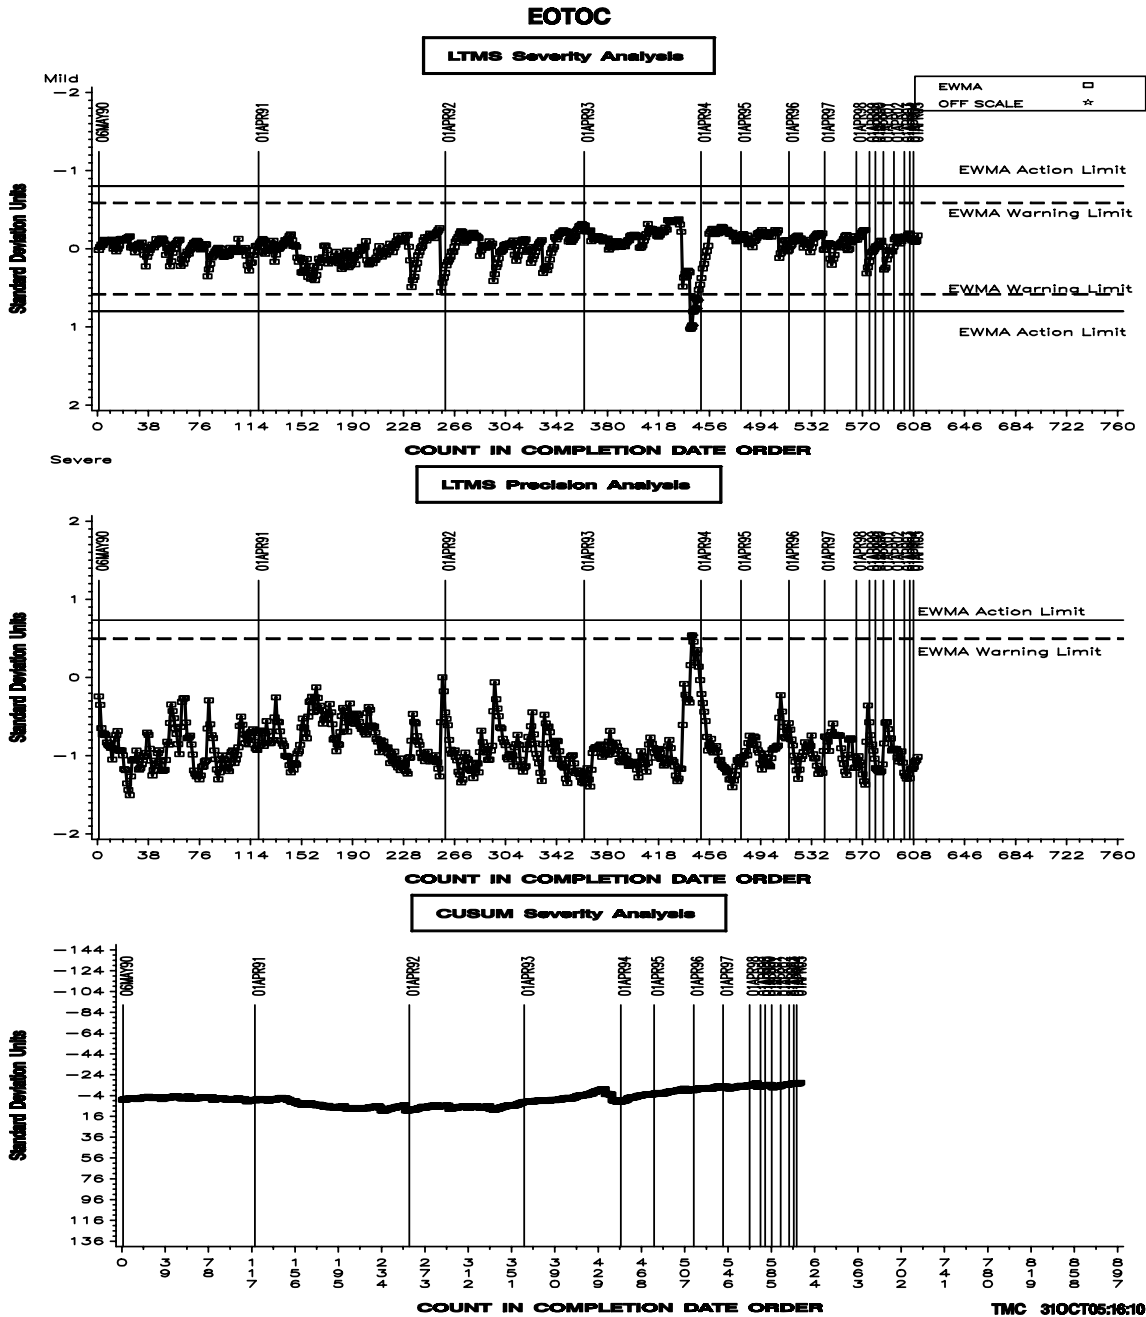 EOTOC
LTMS Severity Analysis
Mild
EWMA
OFF SCALE
06MAY90 01APR91 01APR92 01APR93 01APR94 01APR95 01APR96 01APR97 01APR98
-2
-1
0
1
2
Standard Deviation Units
EWMA Action Limit
EWMA Warning Limit
EWMA Warning Limit
EWMA Action Limit
0 38 76 114 152 190 228 266 304 342 380 418 456 494 532 570 608 646 684 722 760
COUNT IN COMPLETION DATE ORDER
Severe
LTMS Precision Analysis
06MAY90 01APR91 01APR92 01APR93 01APR94 01APR95 01APR96 01APR97 01APR98
2
1
0
-1
-2
Standard Deviation Units
EWMA Action Limit
EWMA Warning Limit
0 38 76 114 152 190 228 266 304 342 380 418 456 494 532 570 608 646 684 722 760
COUNT IN COMPLETION DATE ORDER
CUSUM Severity Analysis
06MAY90 01APR91 01APR92 01APR93 01APR94 01APR95 01APR96 01APR97 01APR98
-144
-124
-104
-84
-64
-44
-24
-4
16
36
56
76
96
116
136
Standard Deviation Units
0 39 78 117 156 195 234 273 312 351 390 429 468 507 546 585 624 663 702 741 780 819 858 897
COUNT IN COMPLETION DATE ORDER
TMC 31OCT05:16:10